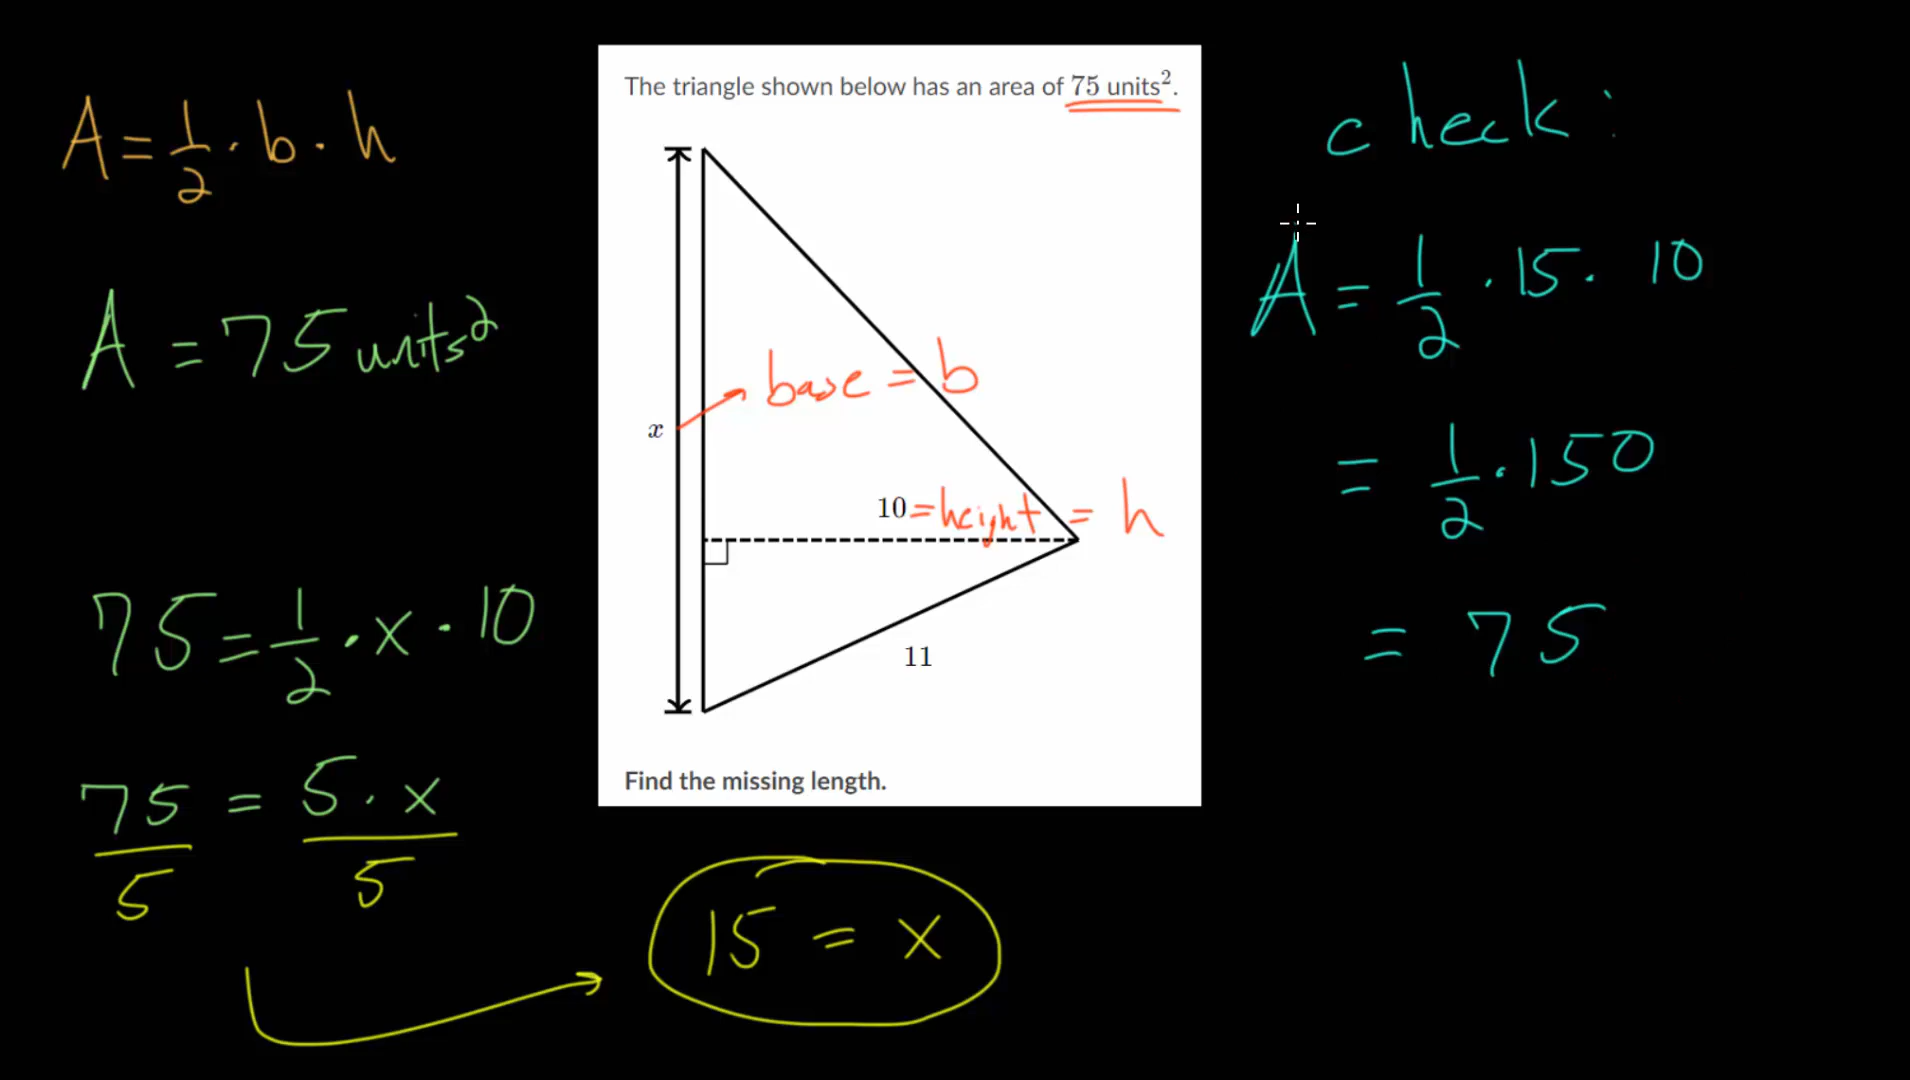 A = 1/2 · b · h
A = 75 units²
75 = 1/2 · x · 10
75/5 = 5 · x/5
The triangle shown below has an area of 75 units².
base = b
x
10 = height = h
11
Find the missing length.
15 = x
check:
A = 1/2 · 15 · 10
= 1/2 · 150
= 75